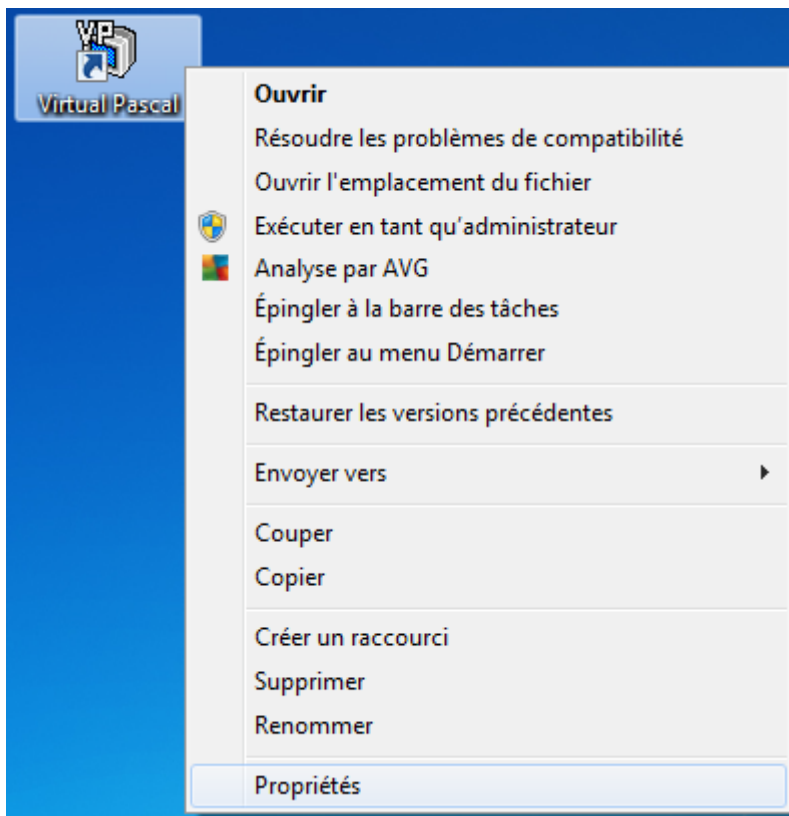 VP
Virtual Pascal
Ouvrir
Résoudre les problèmes de compatibilité
Ouvrir l'emplacement du fichier
Exécuter en tant qu'administrateur
Analyse par AVG
Épingler à la barre des tâches
Épingler au menu Démarrer
Restaurer les versions précédentes
Envoyer vers
Couper
Copier
Créer un raccourci
Supprimer
Renommer
Propriétés